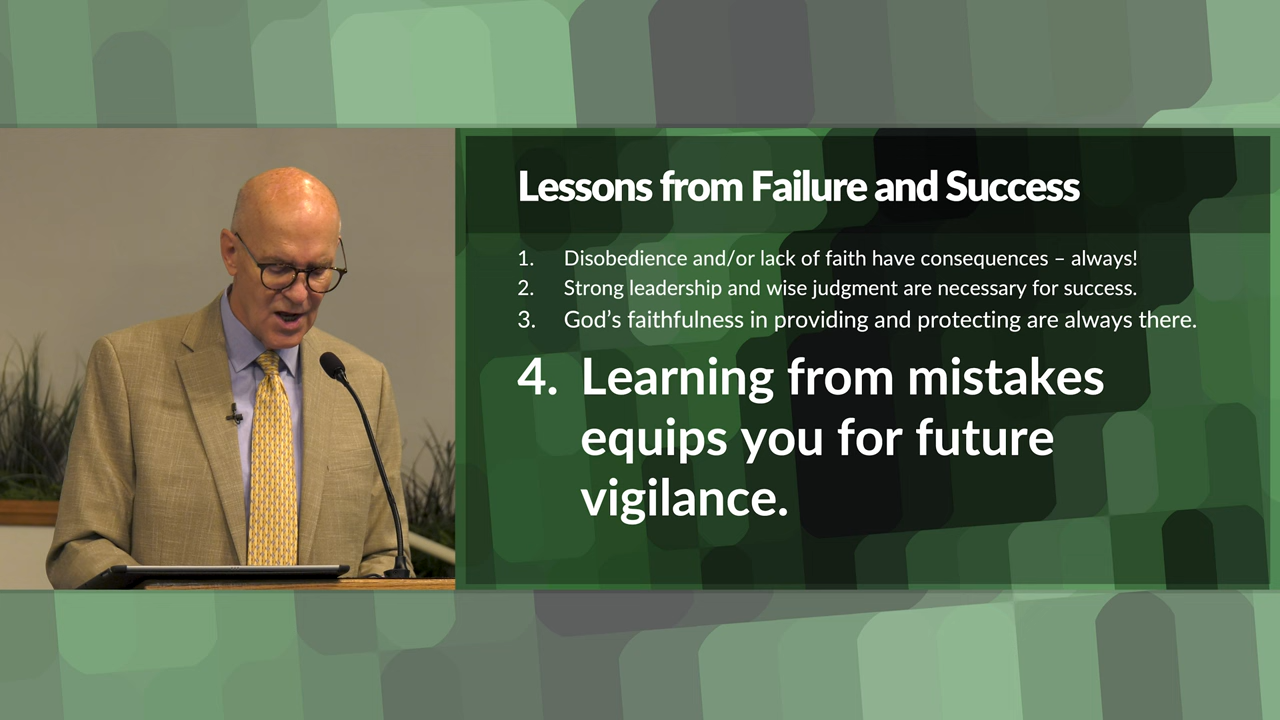 Lessons from Failure and Success
1. Disobedience and/or lack of faith have consequences – always!
2. Strong leadership and wise judgment are necessary for success.
3. God’s faithfulness in providing and protecting are always there.
4. Learning from mistakes
equips you for future
vigilance.